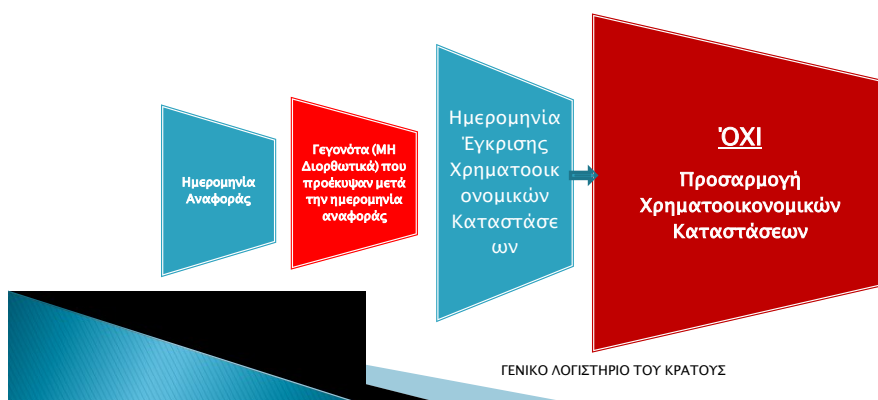 Ημερομηνία
Αναφοράς
Γεγονότα (ΜΗ
Διορθωτικά) που
προέκυψαν μετά
την ημερομηνία
αναφοράς
Ημερομηνία
Έγκρισης
Χρηματοοικ
ονομικών
Καταστάσε
ων
ΌΧΙ
Προσαρμογή
Χρηματοοικονομικών
Καταστάσεων
ΓΕΝΙΚΟ ΛΟΓΙΣΤΗΡΙΟ ΤΟΥ ΚΡΑΤΟΥΣ